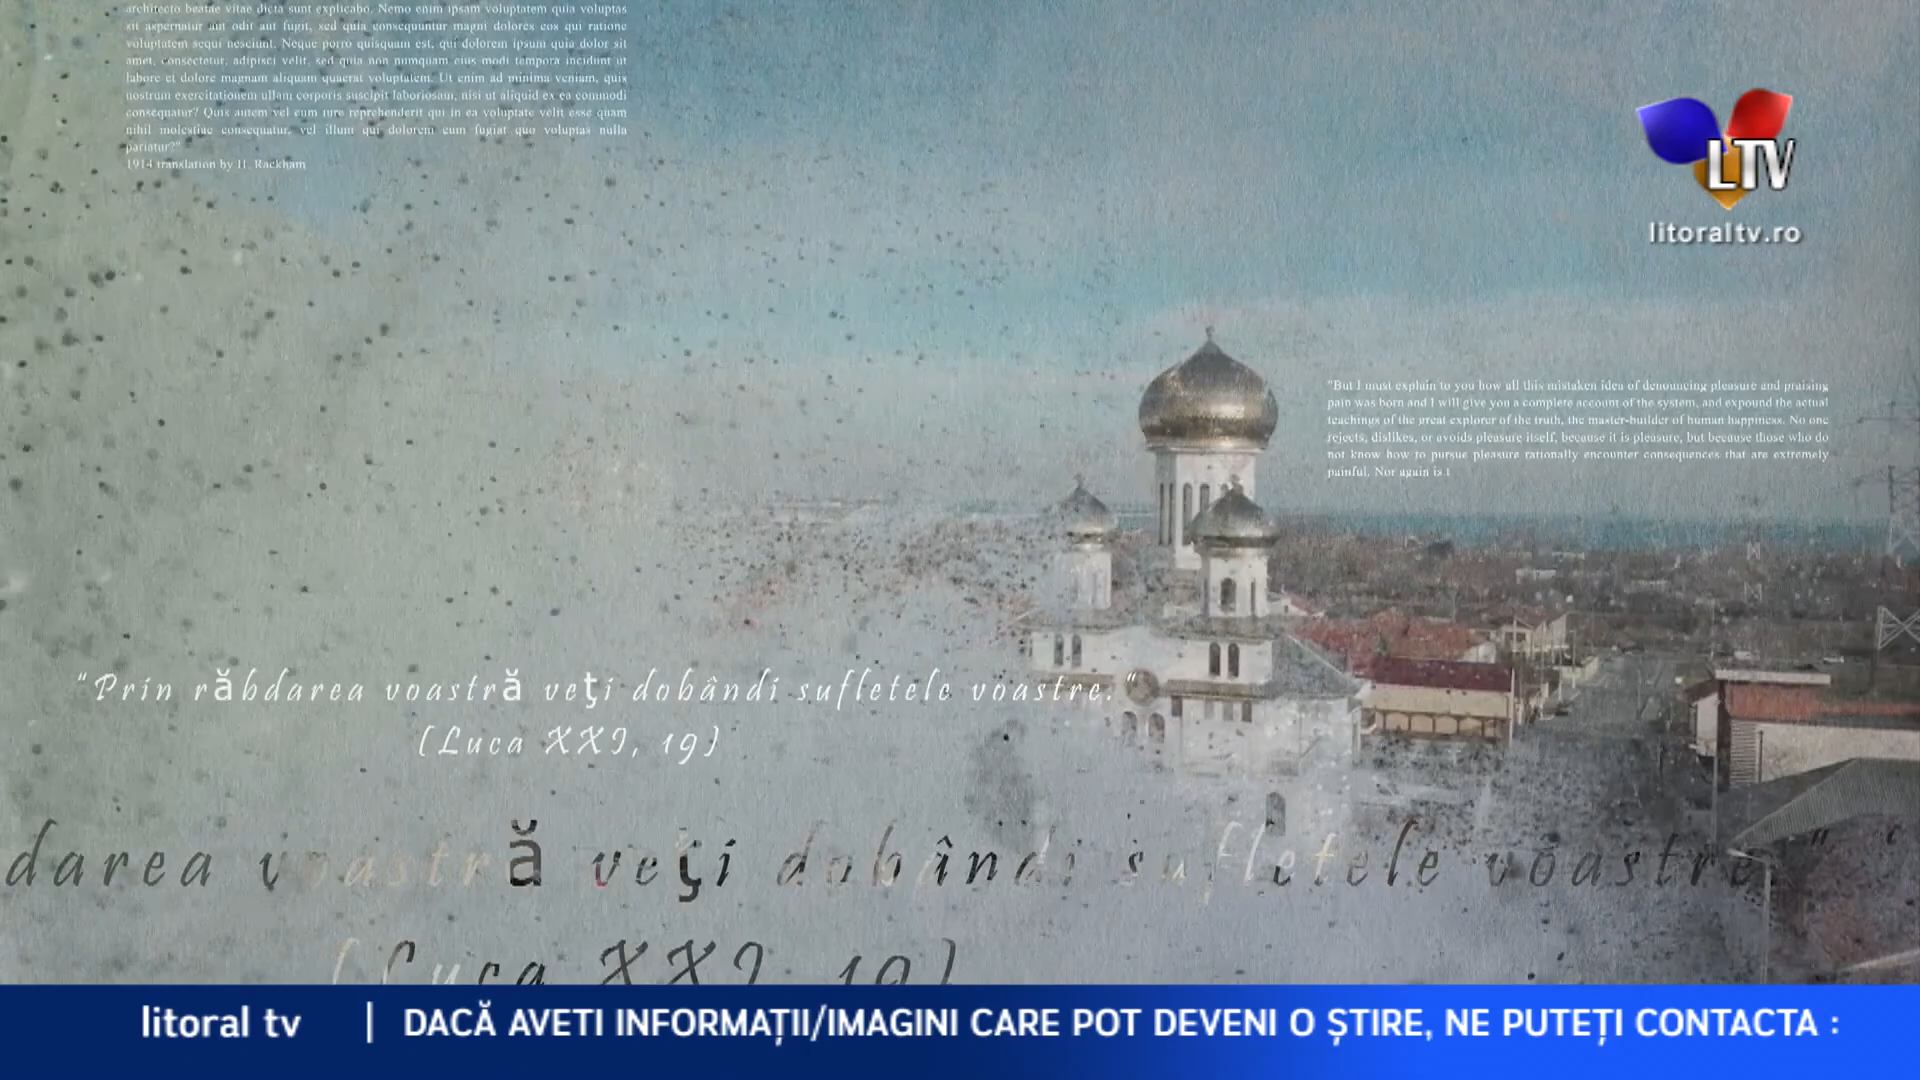 architecto beatae vitae dicta sunt explicabo. Nemo enim ipsam voluptatem quia voluptas
sit aspernatur aut odit aut fugit, sed quia consequuntur magni dolores eos qui ratione
voluptatem sequi nesciunt. Neque porro quisquam est, qui dolorem ipsum quia dolor sit
amet, consectetur, adipisci velit, sed quia non numquam eius modi tempora incidunt ut
labore et dolore magnam aliquam quaerat voluptatem. Ut enim ad minima veniam, quis
nostrum exercitationem ullam corporis suscipit laboriosam, nisi ut aliquid ex ea commodi
consequatur? Quis autem vel eum iure reprehenderit qui in ea voluptate velit esse quam
nihil molestiae consequatur, vel illum qui dolorem eum fugiat quo voluptas nulla
pariatur?"
1914 translation by H. Rackham
LTV
litoraltv.ro
"But I must explain to you how all this mistaken idea of denouncing pleasure and praising
pain was born and I will give you a complete account of the system, and expound the actual
teachings of the great explorer of the truth, the master-builder of human happiness. No one
rejects, dislikes, or avoids pleasure itself, because it is pleasure, but because those who do
not know how to pursue pleasure rationally encounter consequences that are extremely
painful. Nor again is t
"Prin răbdarea voastră veţi dobândi sufletele voastre."
(Luca XXI, 19)
darea voastră veţi dobândi sufletele voastre."
(Luca XXI, 19)
litoral tv | DACĂ AVETI INFORMAȚII/IMAGINI CARE POT DEVENI O ȘTIRE, NE PUTEȚI CONTACTA :